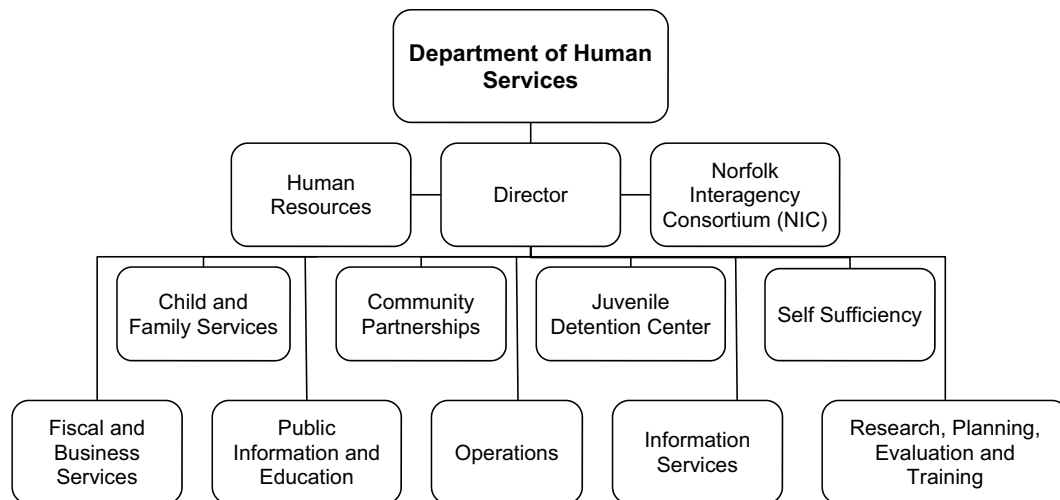 Department of Human
Services
Human
Resources
Director
Norfolk
Interagency
Consortium (NIC)
Child and
Family Services
Community
Partnerships
Juvenile
Detention Center
Self Sufficiency
Fiscal and
Business
Services
Public
Information and
Education
Operations
Information
Services
Research, Planning,
Evaluation and
Training